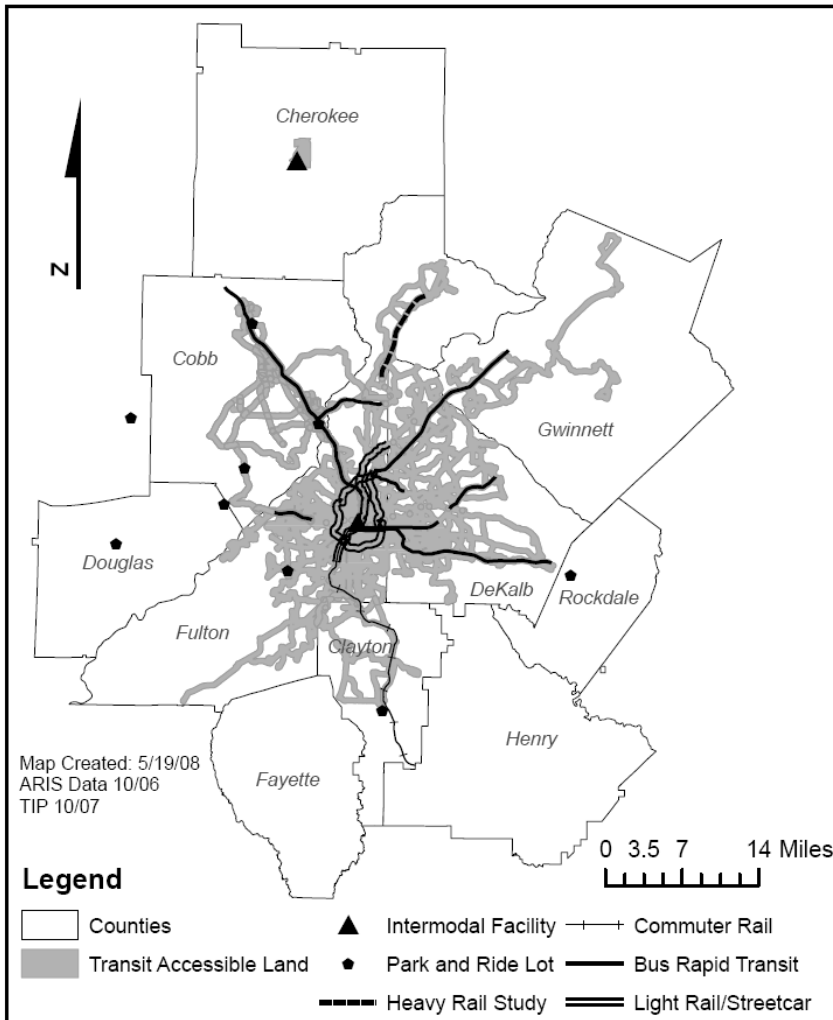 Cherokee
N
Cobb
Gwinnett
Douglas
DeKalb
Rockdale
Fulton
Clayton
Henry
Fayette
Map Created: 5/19/08
ARIS Data 10/06
TIP 10/07
0 3.5 7 14 Miles
Legend
Counties
Intermodal Facility
Commuter Rail
Transit Accessible Land
Park and Ride Lot
Bus Rapid Transit
Heavy Rail Study
Light Rail/Streetcar